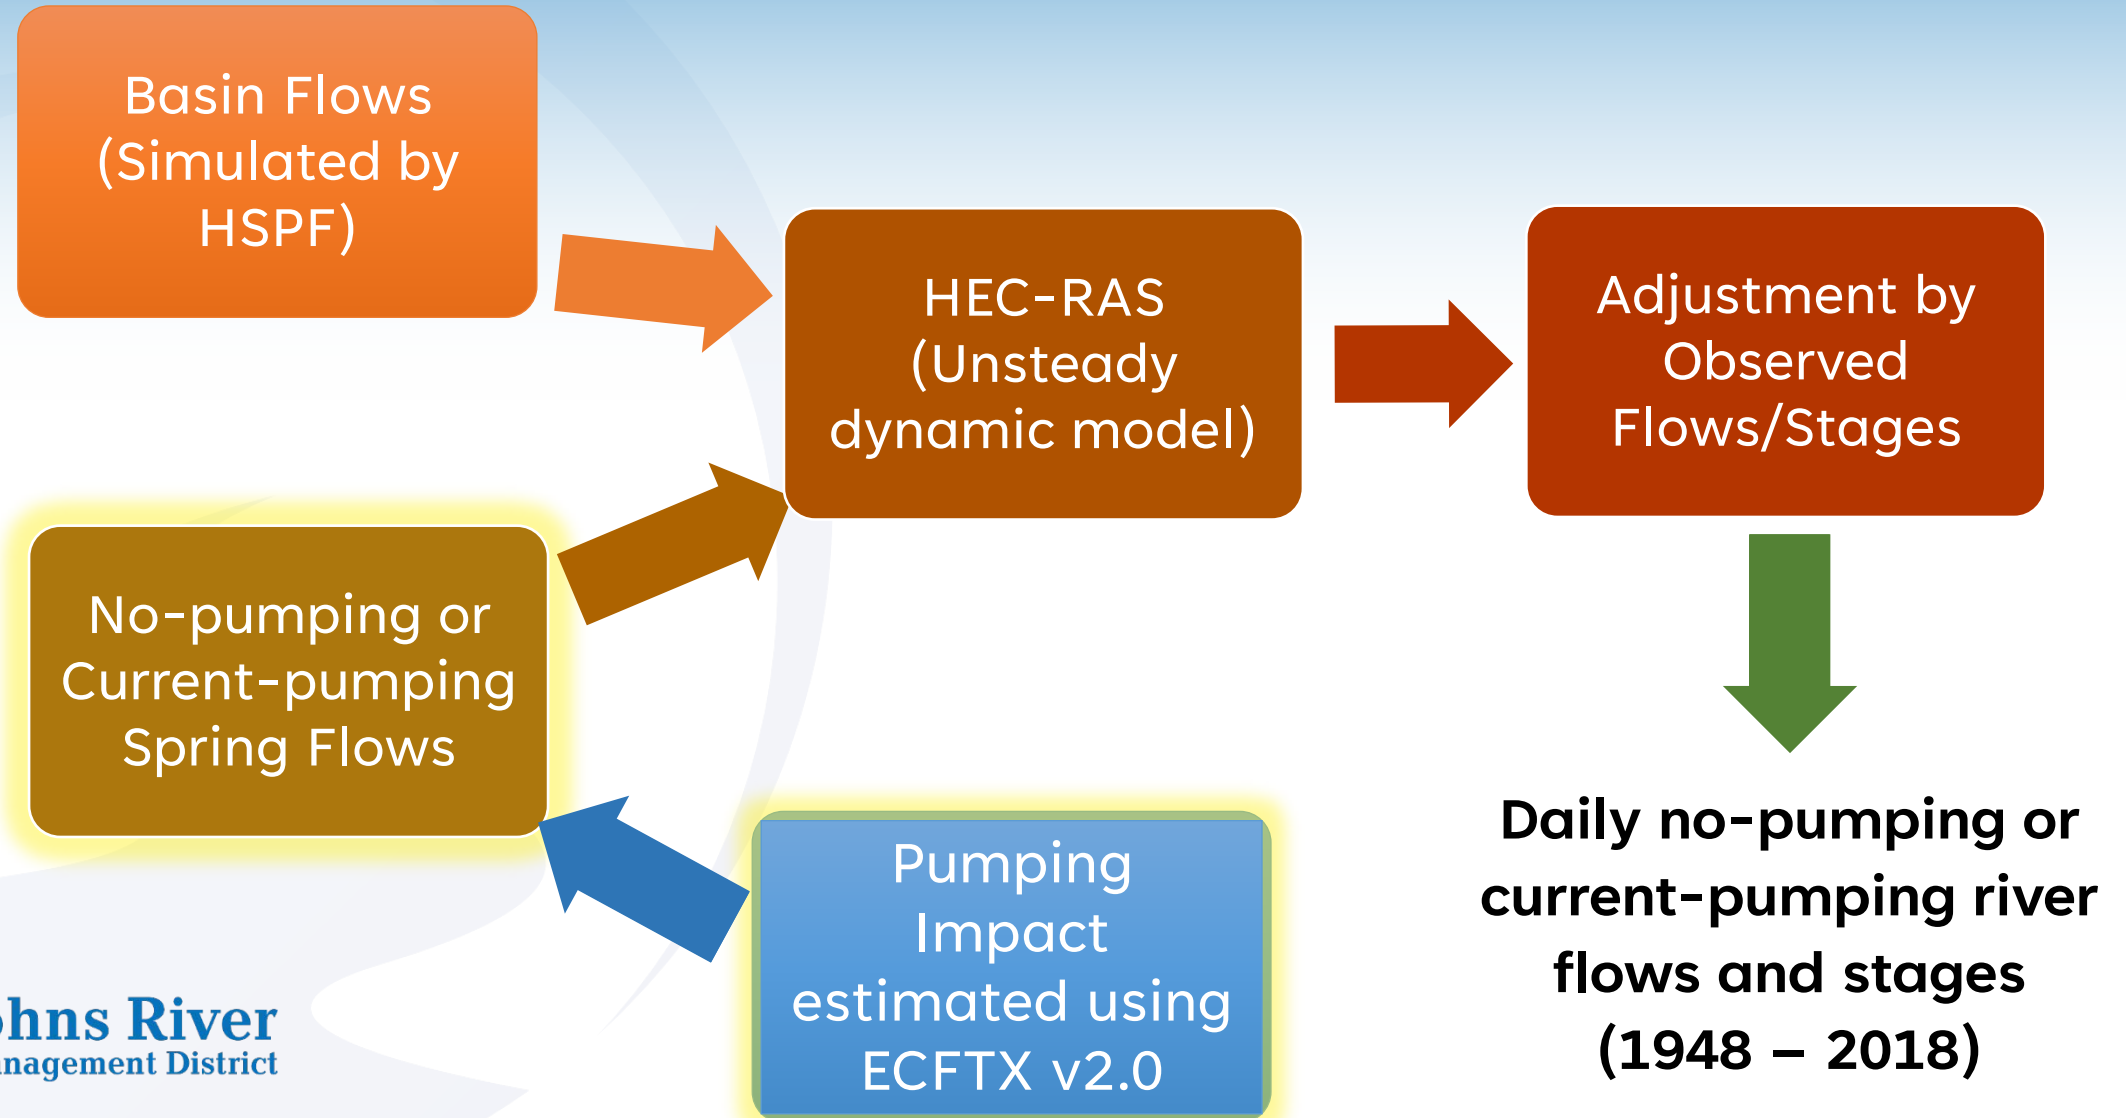 Basin Flows
(Simulated by
HSPF)
HEC-RAS
(Unsteady
dynamic model)
Adjustment by
Observed
Flows/Stages
No-pumping or
Current-pumping
Spring Flows
Pumping
Impact
estimated using
ECFTX v2.0
Daily no-pumping or
current-pumping river
flows and stages
(1948 – 2018)
River
District